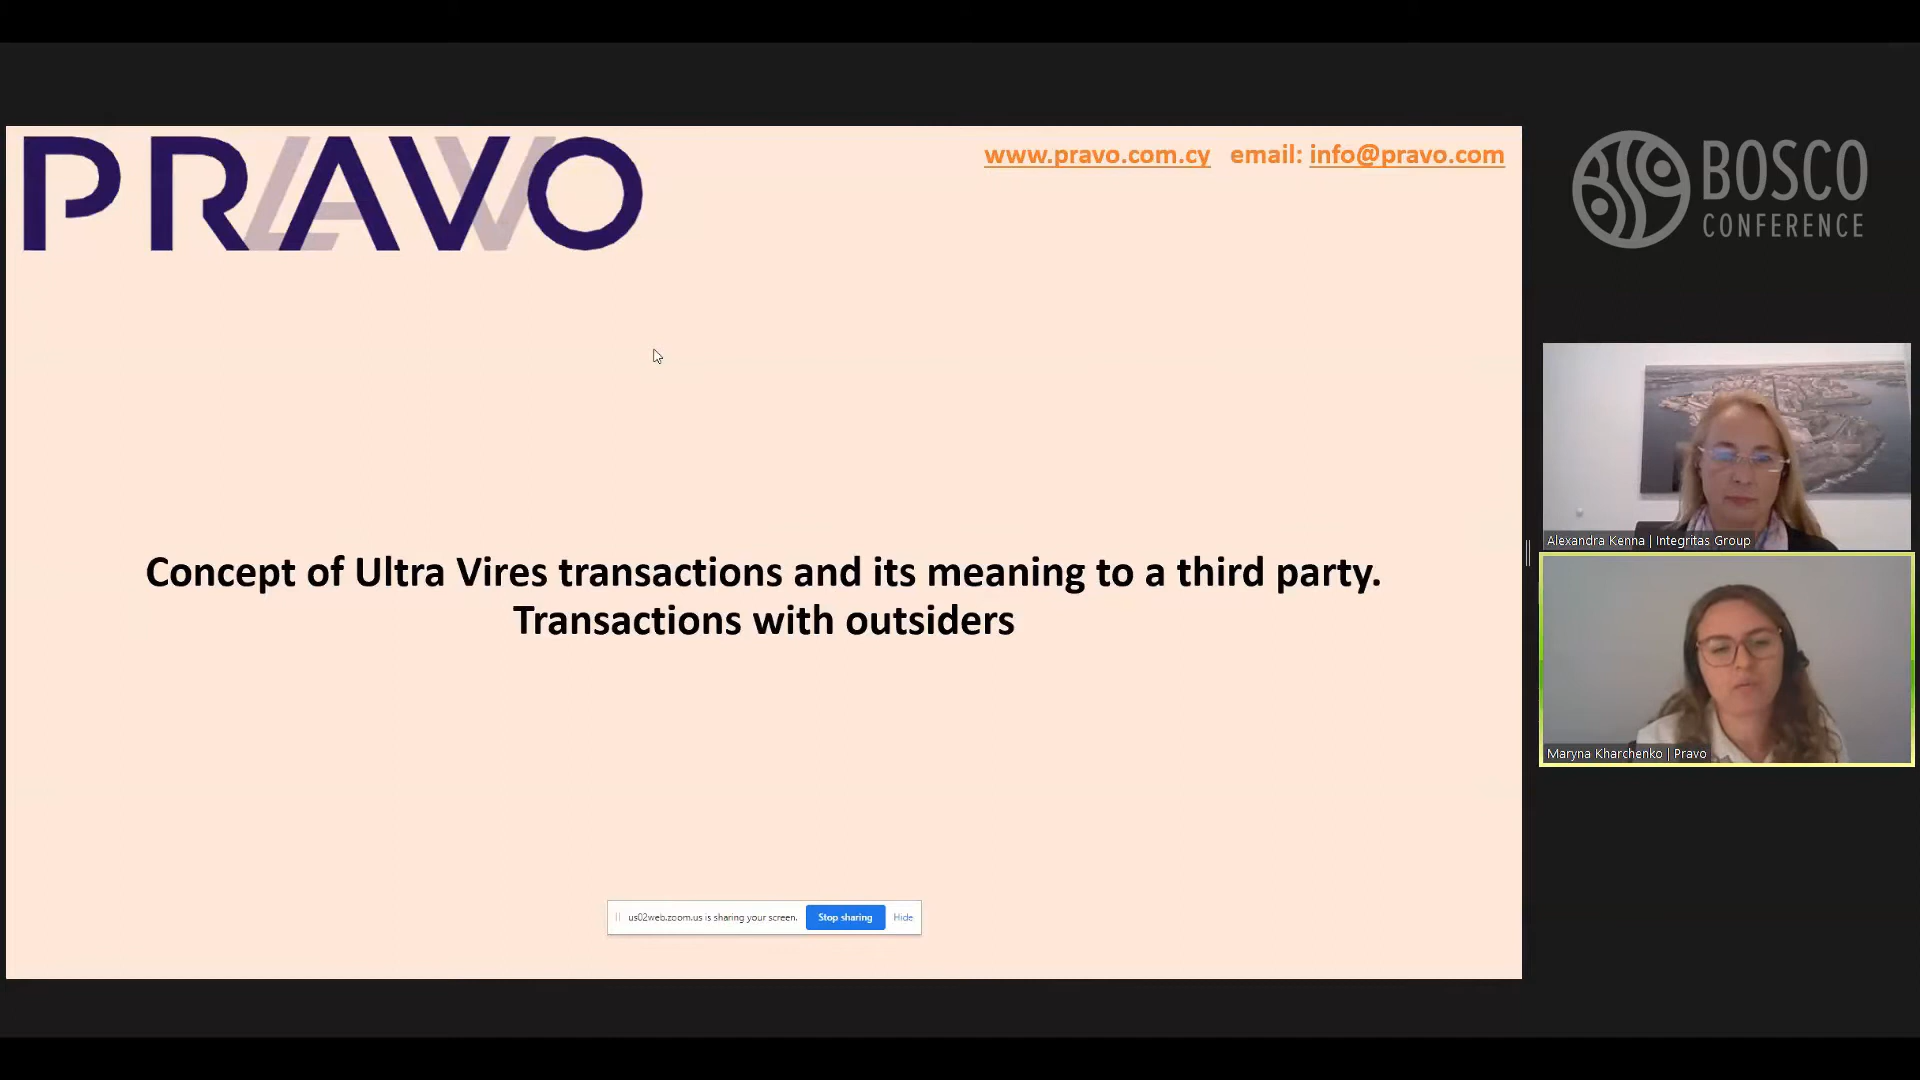 PRAVO
LAW
www.pravo.com.cy email: info@pravo.com
BOSCO
CONFERENCE
Concept of Ultra Vires transactions and its meaning to a third party.
Transactions with outsiders
us02web.zoom.us is sharing your screen. Stop sharing Hide
Alexandra Kenna | Integritas Group
Maryna Kharchenko | Pravo